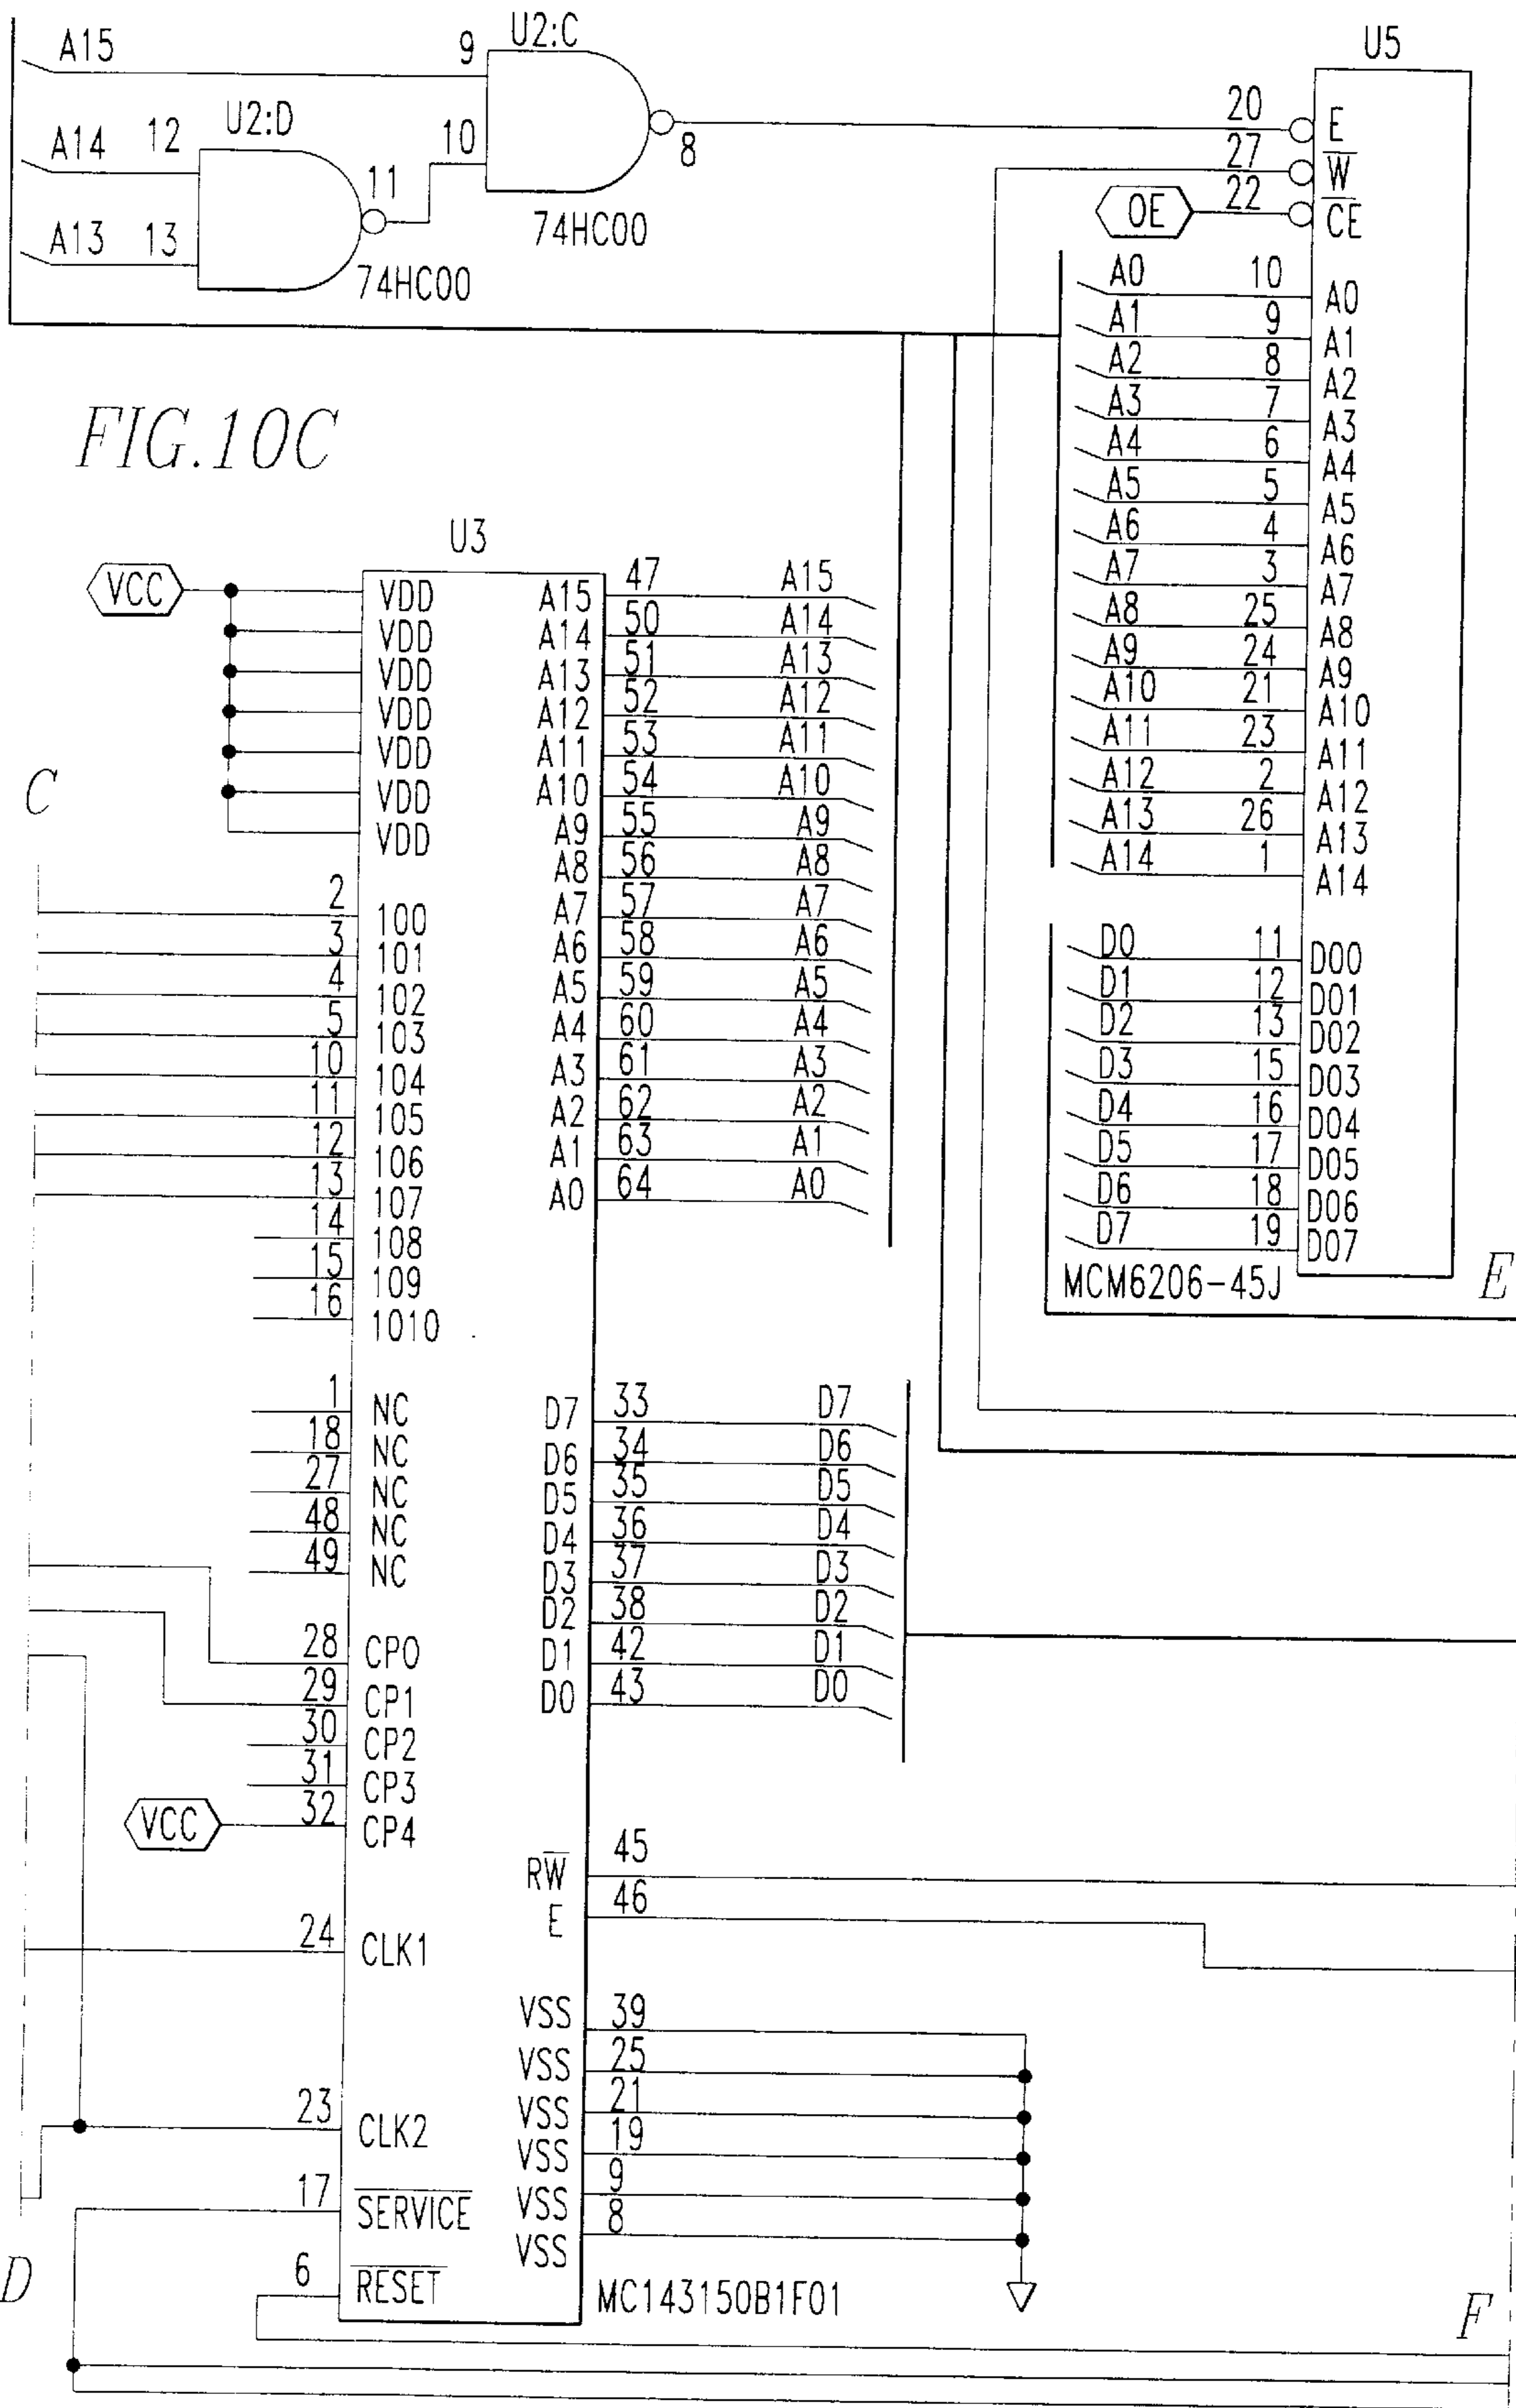 A15
9
U2:C
U5
A14
12
U2:D
10
8
20
E
11
27
W
OE
22
CE
A13
13
74HC00
74HC00
A0 10 A0
A1 9 A1
A2 8 A2
A3 7 A3
A4 6 A4
A5 5 A5
A6 4 A6
A7 3 A7
A8 25 A8
A9 24 A9
A10 21 A10
A11 23 A11
A12 2 A12
A13 26 A13
A14 1 A14
D0 11 D00
D1 12 D01
D2 13 D02
D3 15 D03
D4 16 D04
D5 17 D05
D6 18 D06
D7 19 D07
MCM6206-45J
E
FIG.10C
U3
VCC
VDD
VDD
VDD
VDD
VDD
VDD
VDD
A15 47 A15
A14 50 A14
A13 51 A13
A12 52 A12
A11 53 A11
A10 54 A10
A9 55 A9
A8 56 A8
A7 57 A7
A6 58 A6
A5 59 A5
A4 60 A4
A3 61 A3
A2 62 A2
A1 63 A1
A0 64 A0
C
2 100
3 101
4 102
5 103
10 104
11 105
12 106
13 107
14 108
15 109
16 1010
1 NC
18 NC
27 NC
48 NC
49 NC
D7 33 D7
D6 34 D6
D5 35 D5
D4 36 D4
D3 37 D3
D2 38 D2
D1 42 D1
D0 43 D0
28 CP0
29 CP1
30 CP2
31 CP3
VCC 32 CP4
RW 45
E 46
24 CLK1
VSS 39
VSS 25
VSS 21
VSS 19
VSS 9
VSS 8
23 CLK2
17 SERVICE
6 RESET
MC143150B1F01
D
F